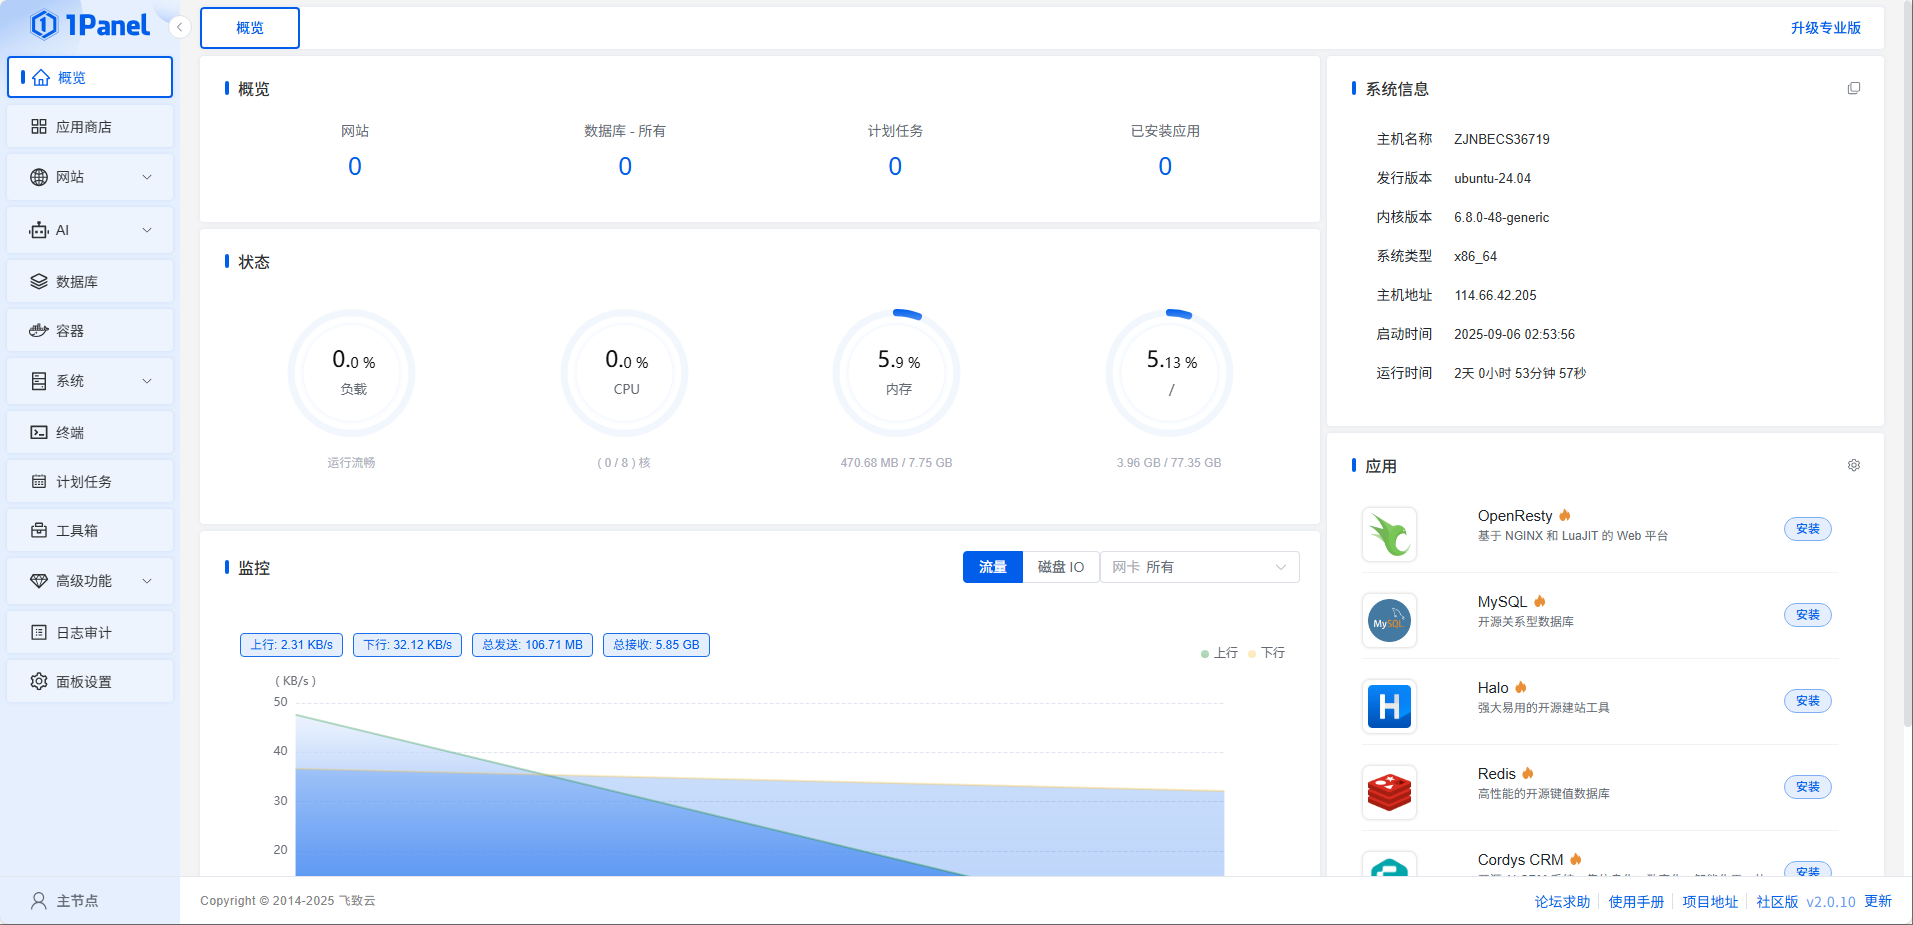 1Panel
概览
应用商店
网站
AI
数据库
容器
系统
终端
计划任务
工具箱
高级功能
日志审计
面板设置
主节点
概览
升级专业版
概览
网站
0
数据库 - 所有
0
计划任务
0
已安装应用
0
状态
0.0 %
负载
运行流畅
0.0 %
CPU
( 0 / 8 ) 核
5.9 %
内存
470.68 MB / 7.75 GB
5.13 %
/
3.96 GB / 77.35 GB
监控
流量
磁盘 IO
网卡 所有
上行: 2.31 KB/s
下行: 32.12 KB/s
总发送: 106.71 MB
总接收: 5.85 GB
上行
下行
( KB/s )
50
40
30
20
系统信息
主机名称 ZJNBECS36719
发行版本 ubuntu-24.04
内核版本 6.8.0-48-generic
系统类型 x86_64
主机地址 114.66.42.205
启动时间 2025-09-06 02:53:56
运行时间 2天 0小时 53分钟 57秒
应用
OpenResty
基于 NGINX 和 LuaJIT 的 Web 平台
安装
MySQL
MySQL
开源关系型数据库
安装
H
Halo
强大易用的开源建站工具
安装
Redis
高性能的开源键值数据库
安装
Cordys CRM
安装
Copyright © 2014-2025 飞致云
论坛求助
使用手册
项目地址
社区版 v2.0.10 更新